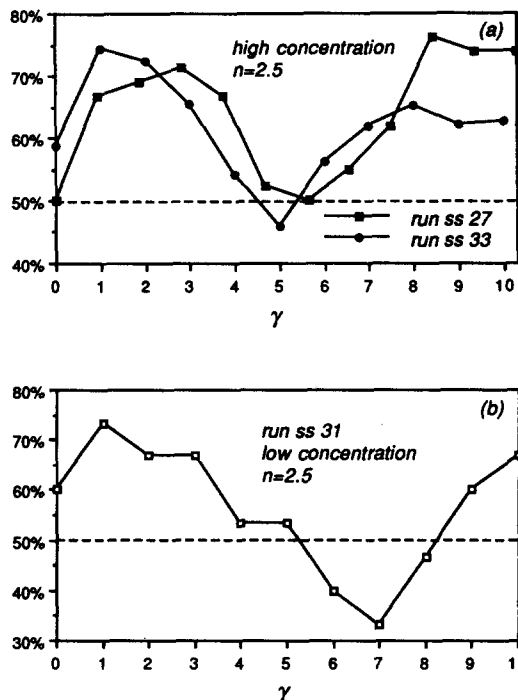 80%
(a)
high concentration
n=2.5
70%
60%
50%
run ss 27
run ss 33
40%
0 1 2 3 4 5 6 7 8 9 10
γ
80%
(b)
run ss 31
low concentration
n=2.5
70%
60%
50%
40%
30%
0 1 2 3 4 5 6 7 8 9 1
γ